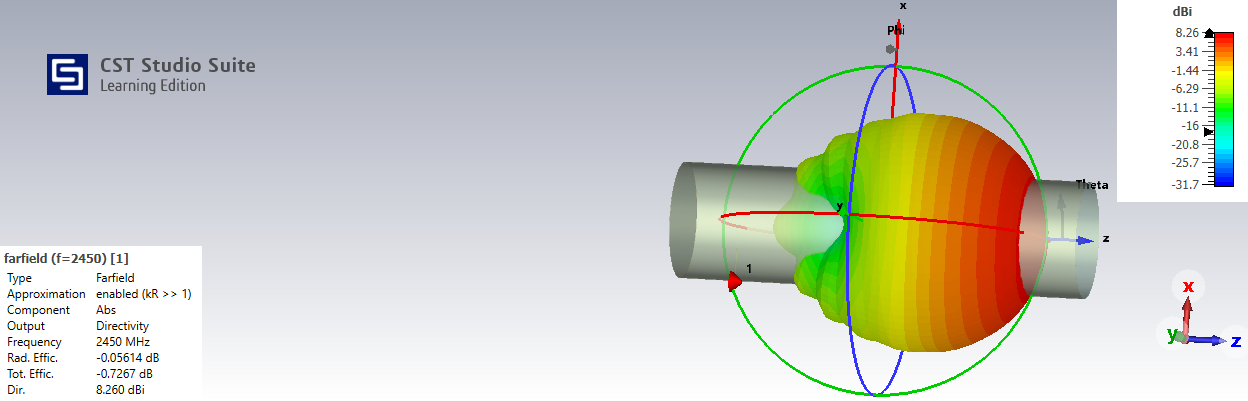 CST Studio Suite
Learning Edition
farfield (f=2450) [1]
Type Farfield
Approximation enabled (kR >> 1)
Component Abs
Output Directivity
Frequency 2450 MHz
Rad. Effic. -0.05614 dB
Tot. Effic. -0.7267 dB
Dir. 8.260 dBi
x
Phi
y
Theta
z
1
dBi
8.26
3.41
-1.44
-6.29
-11.1
-16
-20.8
-25.7
-31.7
x
y
z